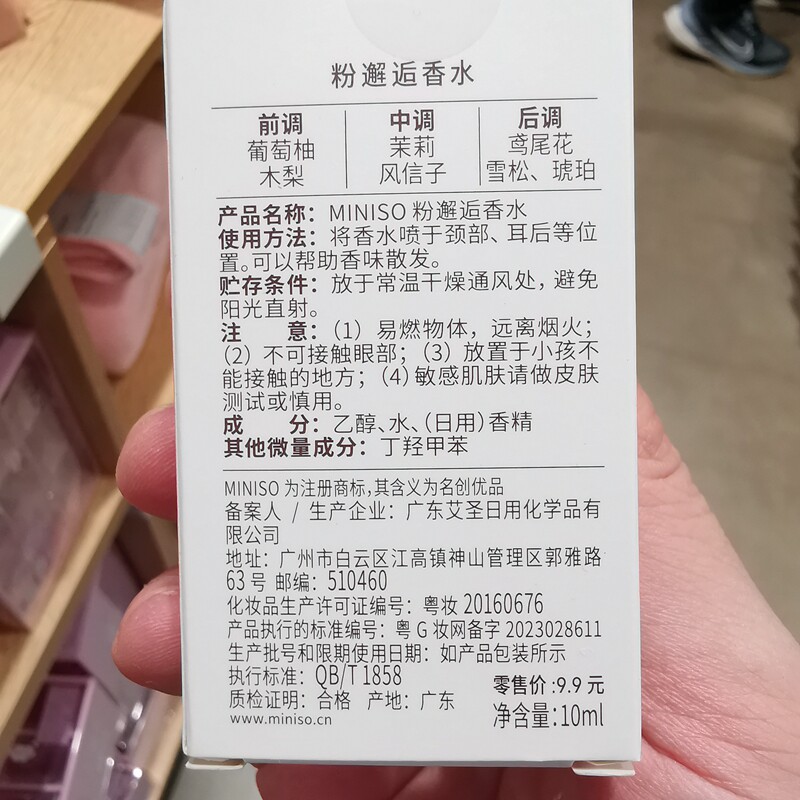 粉邂逅香水
前调 中调 后调
葡萄柚 茉莉 鸢尾花
木梨 风信子 雪松、琥珀
产品名称：MINISO 粉邂逅香水
使用方法：将香水喷于颈部、耳后等位
置。可以帮助香味散发。
贮存条件：放于常温干燥通风处，避免
阳光直射。
注 意：（1）易燃物体，远离烟火；
（2）不可接触眼部；（3）放置于小孩不
能接触的地方；（4）敏感肌肤请做皮肤
测试或慎用。
成 分：乙醇、水、（日用）香精
其他微量成分：丁羟甲苯
MINISO 为注册商标，其含义为名创优品
备案人 / 生产企业：广东艾圣日用化学品有
限公司
地址：广州市白云区江高镇神山管理区郭雅路
63 号 邮编：510460
化妆品生产许可证编号：粤妆 20160676
产品执行的标准编号：粤 G 妆网备字 2023028611
生产批号和限期使用日期：如产品包装所示
执行标准：QB/T 1858
质检证明：合格 产地：广东
www.miniso.cn
零售价:9.9 元
净含量:10ml